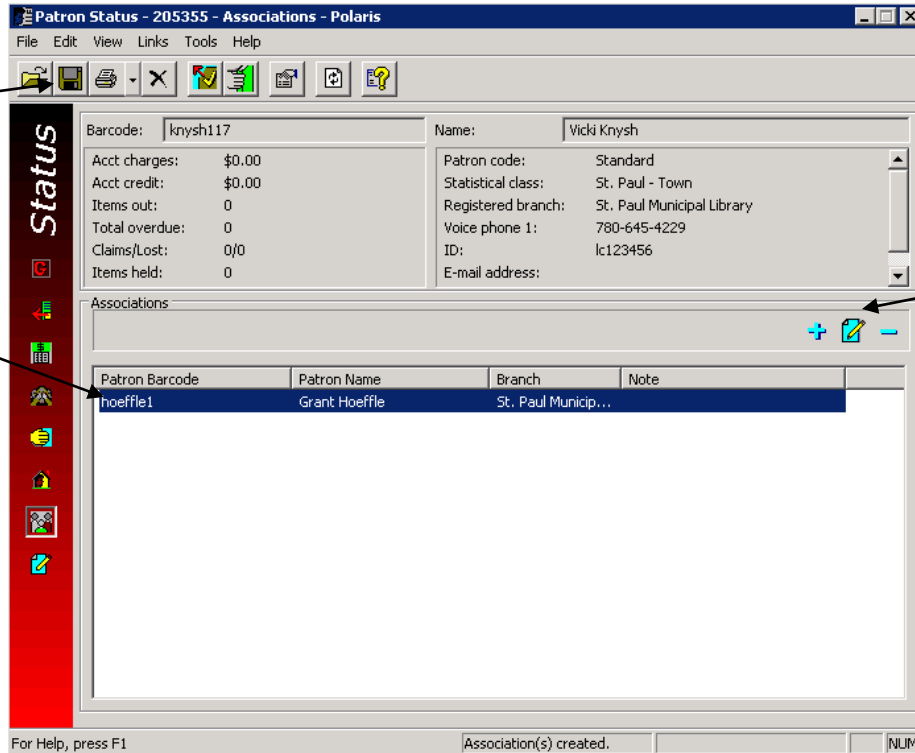 Patron Status - 205355 - Associations - Polaris
File Edit View Links Tools Help
Status
Barcode: knysh117
Name: Vicki Knysh
Acct charges: $0.00
Acct credit: $0.00
Items out: 0
Total overdue: 0
Claims/Lost: 0/0
Items held: 0
Patron code: Standard
Statistical class: St. Paul - Town
Registered branch: St. Paul Municipal Library
Voice phone 1: 780-645-4229
ID: lc123456
E-mail address:
G
Associations
Patron Barcode Patron Name Branch Note
hoeffle1 Grant Hoeffle St. Paul Municip...
For Help, press F1 Association(s) created. NUM